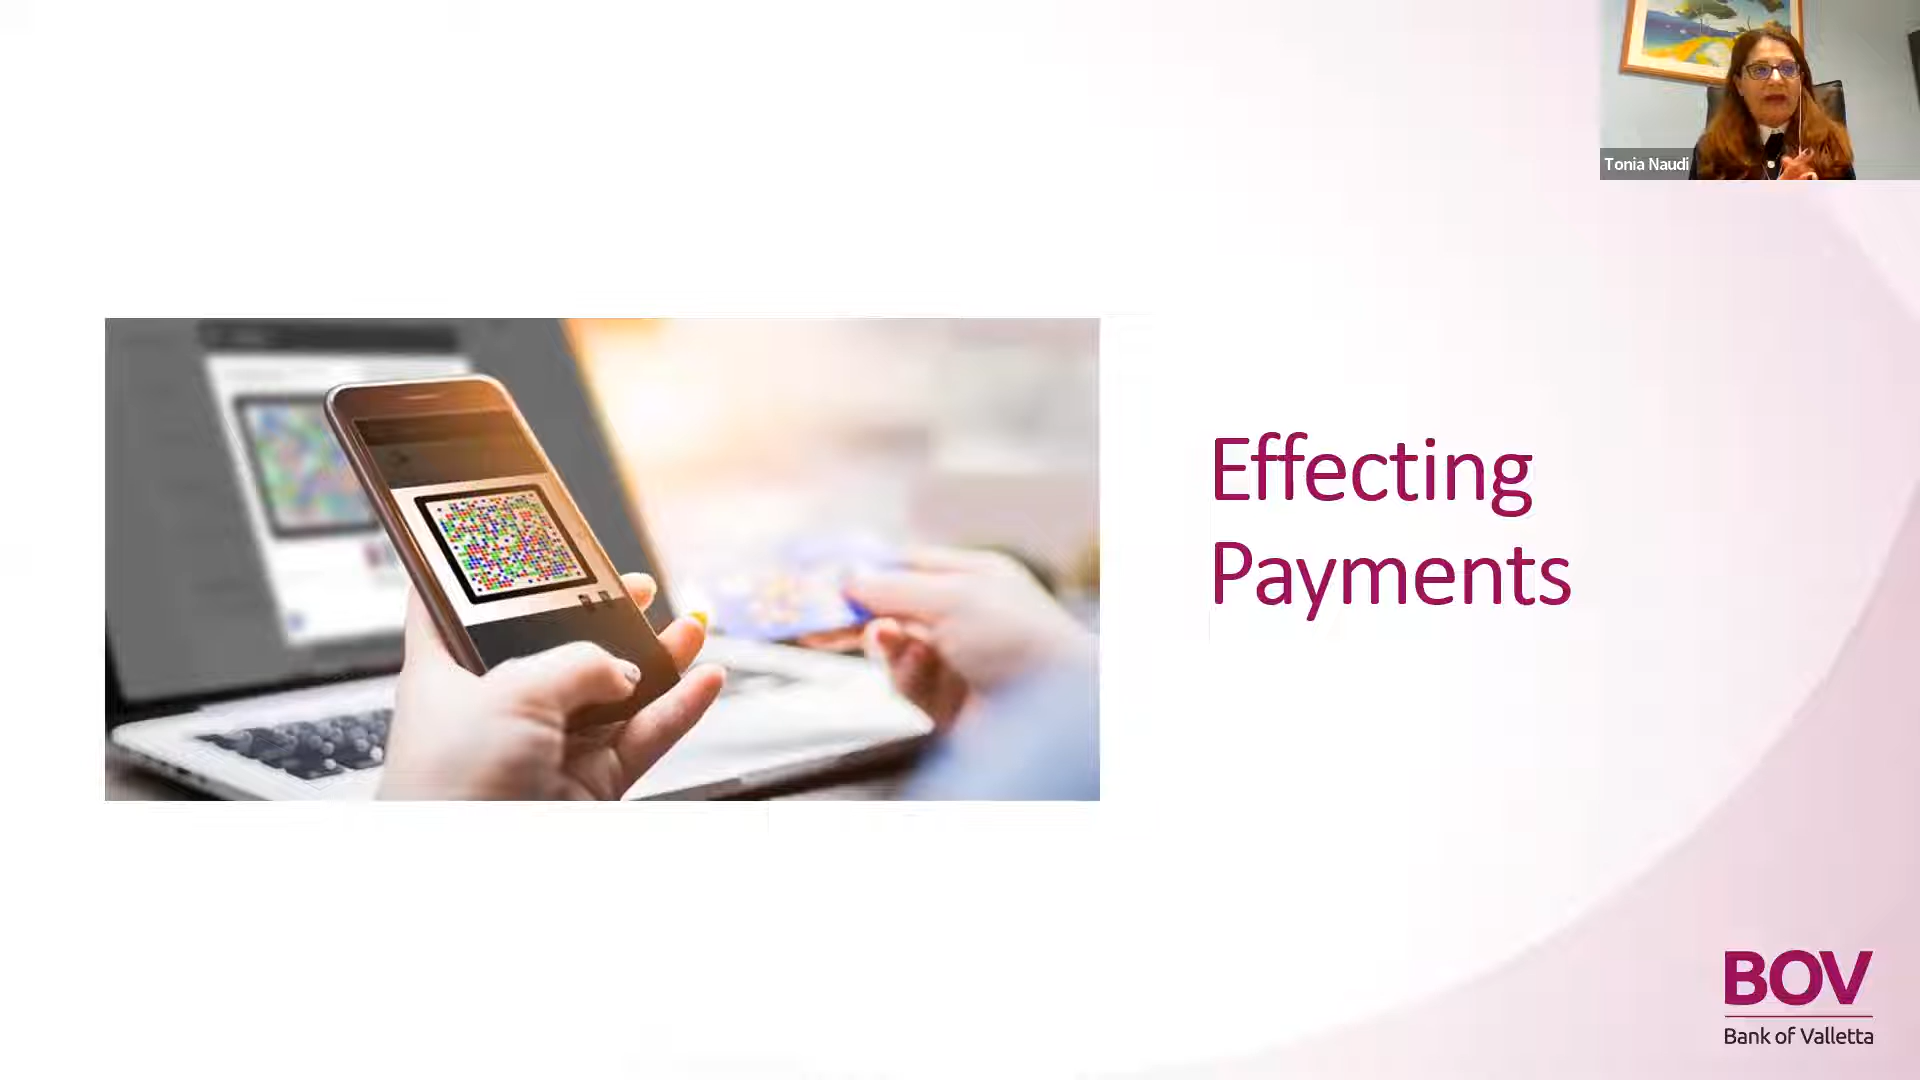 Tonia Naudi
Effecting
Payments
BOV
Bank of Valletta